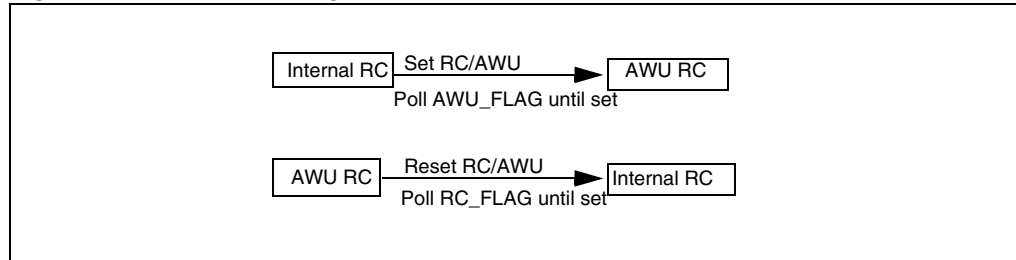 Internal RC
Set RC/AWU
AWU RC
Poll AWU_FLAG until set
AWU RC
Reset RC/AWU
Internal RC
Poll RC_FLAG until set